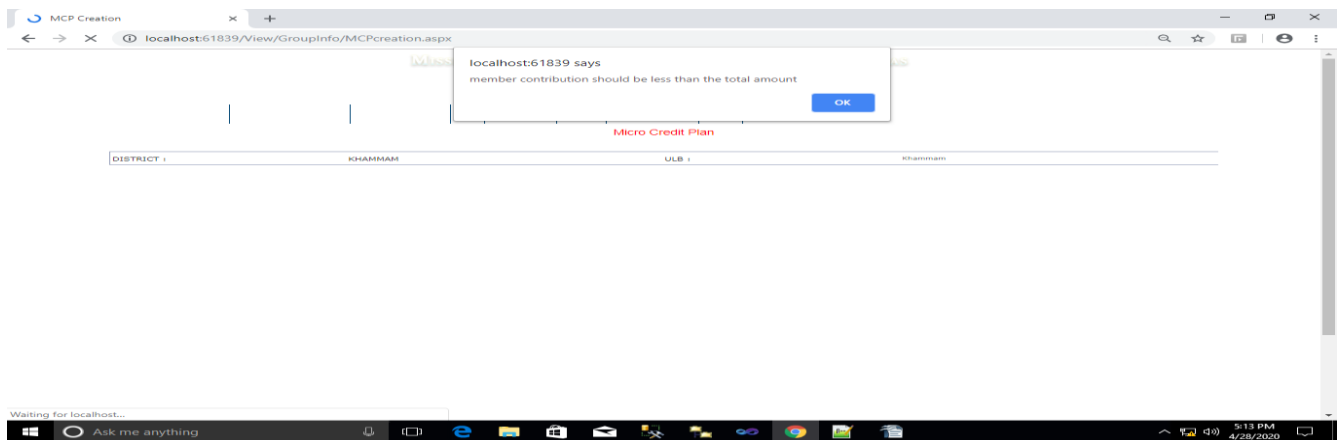 MCP Creation
localhost:61839/View/GroupInfo/MCPcreation.aspx
localhost:61839 says
member contribution should be less than the total amount
OK
Micro Credit Plan
DISTRICT : KHAMMAM ULB : Khammam
Waiting for localhost...
Ask me anything
5:13 PM
4/28/2020